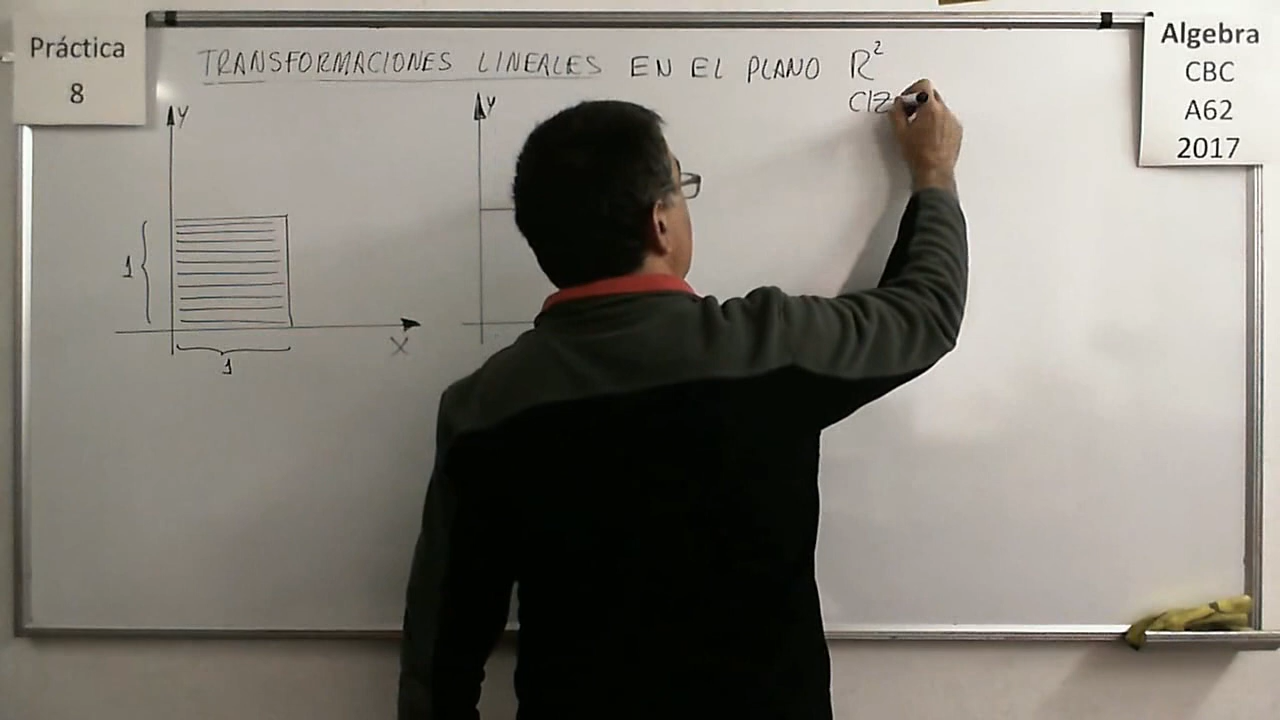 Práctica
8
TRANSFORMACIONES LINEALES EN EL PLANO R²
Algebra
CBC
A62
2017
Y
Y
1
X
1